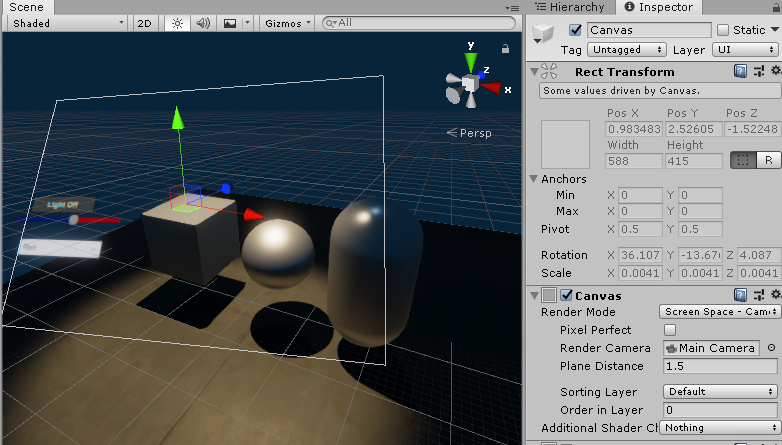 Scene
Shaded
2D
Gizmos
All
y
z
x
Persp
Light Off
Hierarchy
Inspector
Canvas
Static
Tag
Untagged
Layer
UI
Rect Transform
Some values driven by Canvas.
Pos X Pos Y Pos Z
0.983483 2.52605 -1.52248
Width Height
588 415
R
Anchors
Min X 0 Y 0
Max X 0 Y 0
Pivot X 0.5 Y 0.5
Rotation X 36.107 Y -13.67 Z 4.087
Scale X 0.0041 Y 0.0041 Z 0.0041
Canvas
Render Mode Screen Space - Cam
Pixel Perfect
Render Camera Main Camera
Plane Distance 1.5
Sorting Layer Default
Order in Layer 0
Additional Shader Ch Nothing